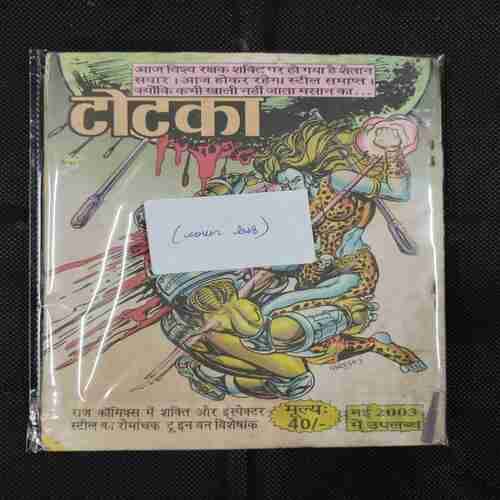 आज विश्व रक्षक शक्ति पर हो गया है शैतान
सवार । आज होकर रहेगा स्टील समाप्त ।
क्योंकि कभी खाली नहीं जाता मसान का...
टोटका
(cover
राज कॉमिक्स में शक्ति और इंस्पेक्टर
स्टील का रोमांचक टू इन वन विशेषांक
मूल्यः
40/-
मई 2003
में उपलब्ध